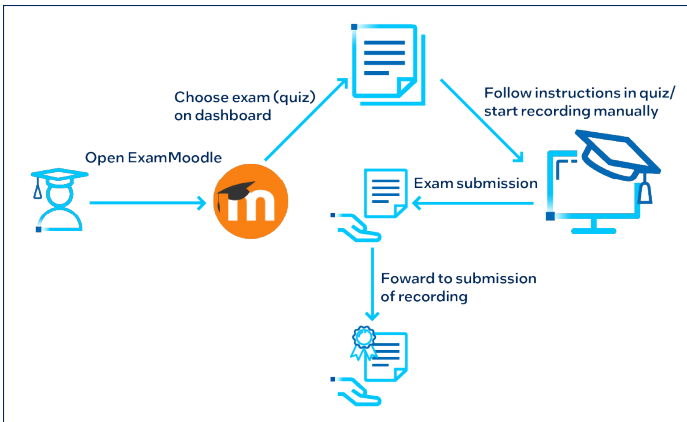 Open ExamMoodle
m
Choose exam (quiz)
on dashboard
Follow instructions in quiz/
start recording manually
Exam submission
Foward to submission
of recording